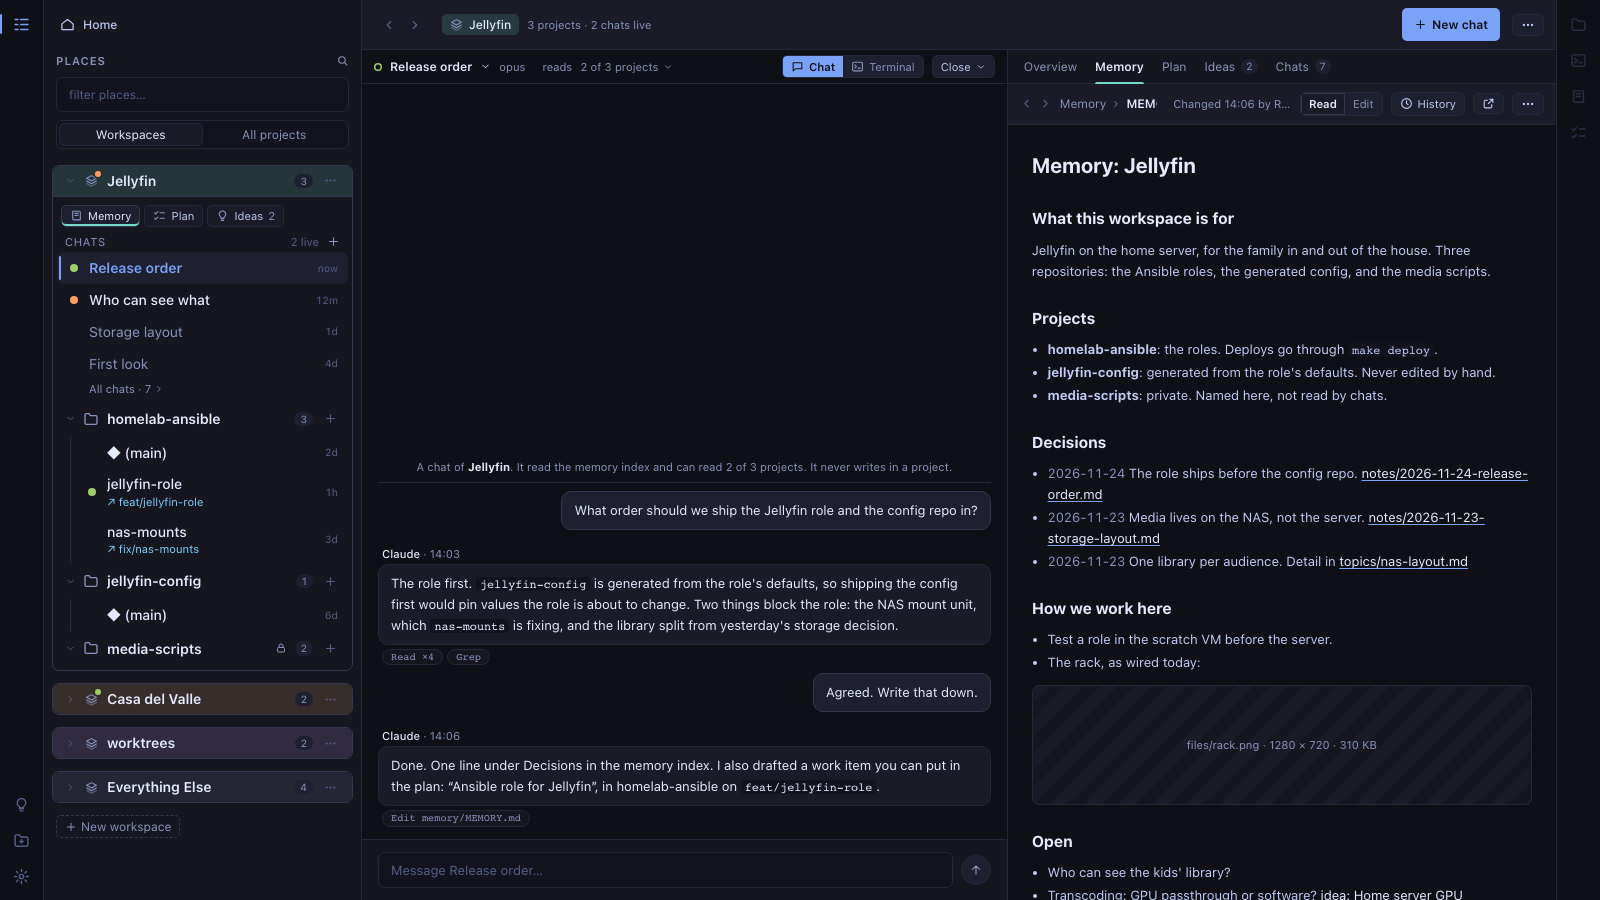 Home
PLACES
filter places...
Workspaces
All projects
Jellyfin
3
Memory
Plan
Ideas 2
CHATS
2 live
Release order
now
Who can see what
12m
Storage layout
1d
First look
4d
All chats · 7
homelab-ansible
3
(main)
2d
jellyfin-role
1h
feat/jellyfin-role
nas-mounts
3d
fix/nas-mounts
jellyfin-config
1
(main)
6d
media-scripts
2
Casa del Valle
2
worktrees
2
Everything Else
4
+ New workspace
Jellyfin
3 projects · 2 chats live
+ New chat
Release order
opus
reads 2 of 3 projects
Chat
Terminal
Close
A chat of Jellyfin. It read the memory index and can read 2 of 3 projects. It never writes in a project.
What order should we ship the Jellyfin role and the config repo in?
Claude · 14:03
The role first. jellyfin-config is generated from the role's defaults, so shipping the config
first would pin values the role is about to change. Two things block the role: the NAS mount unit,
which nas-mounts is fixing, and the library split from yesterday's storage decision.
Read ×4
Grep
Agreed. Write that down.
Claude · 14:06
Done. One line under Decisions in the memory index. I also drafted a work item you can put in
the plan: “Ansible role for Jellyfin”, in homelab-ansible on feat/jellyfin-role.
Edit memory/MEMORY.md
Message Release order...
Overview
Memory
Plan
Ideas 2
Chats 7
Memory › MEM
Changed 14:06 by R...
Read
Edit
History
Memory: Jellyfin
What this workspace is for
Jellyfin on the home server, for the family in and out of the house. Three
repositories: the Ansible roles, the generated config, and the media scripts.
Projects
• homelab-ansible: the roles. Deploys go through make deploy.
• jellyfin-config: generated from the role's defaults. Never edited by hand.
• media-scripts: private. Named here, not read by chats.
Decisions
• 2026-11-24 The role ships before the config repo. notes/2026-11-24-release-
order.md
• 2026-11-23 Media lives on the NAS, not the server. notes/2026-11-23-
storage-layout.md
• 2026-11-23 One library per audience. Detail in topics/nas-layout.md
How we work here
• Test a role in the scratch VM before the server.
• The rack, as wired today:
files/rack.png · 1280 × 720 · 310 KB
Open
• Who can see the kids' library?
• Transcoding: GPU passthrough or software? idea: Home server GPU